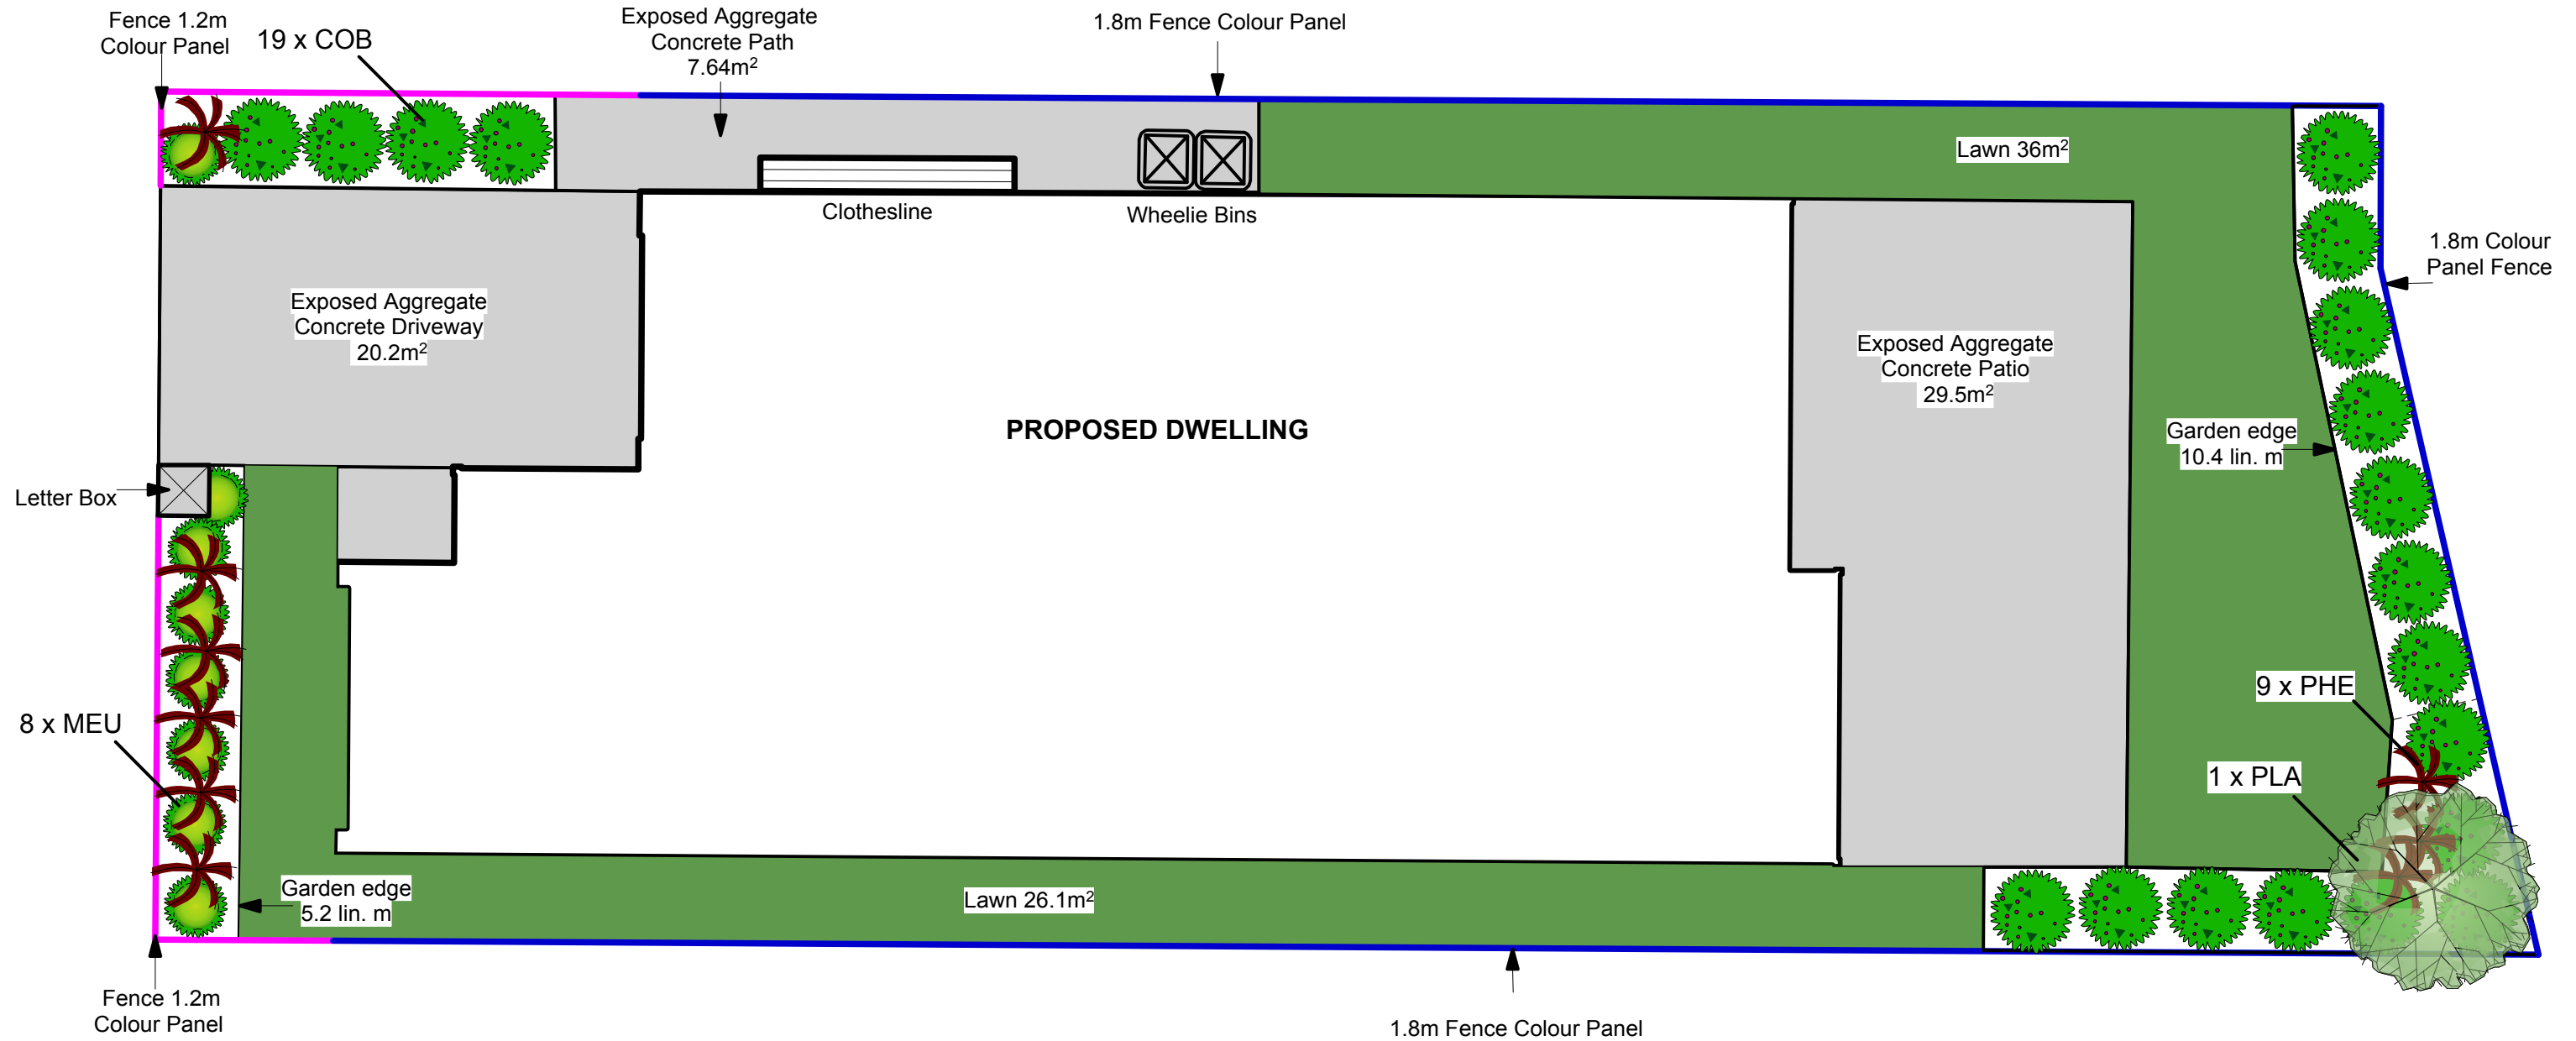 Fence 1.2m
Colour Panel
19 x COB
Exposed Aggregate
Concrete Path
7.64m²
1.8m Fence Colour Panel
Lawn 36m²
Clothesline
Wheelie Bins
1.8m Colour
Panel Fence
Exposed Aggregate
Concrete Driveway
20.2m²
Exposed Aggregate
Concrete Patio
29.5m²
PROPOSED DWELLING
Garden edge
10.4 lin. m
Letter Box
9 x PHE
8 x MEU
1 x PLA
Garden edge
5.2 lin. m
Lawn 26.1m²
Fence 1.2m
Colour Panel
1.8m Fence Colour Panel